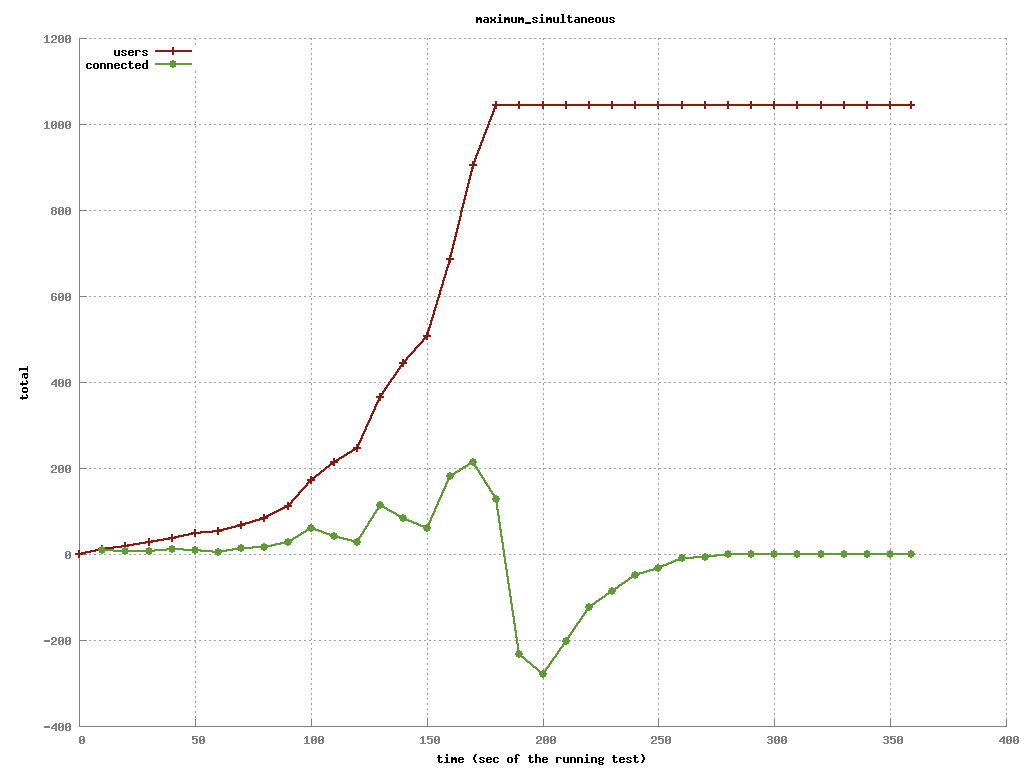 maximum_simultaneous
users
connected
1200
1000
800
600
400
200
0
-200
-400
total
0 50 100 150 200 250 300 350 400
time (sec of the running test)